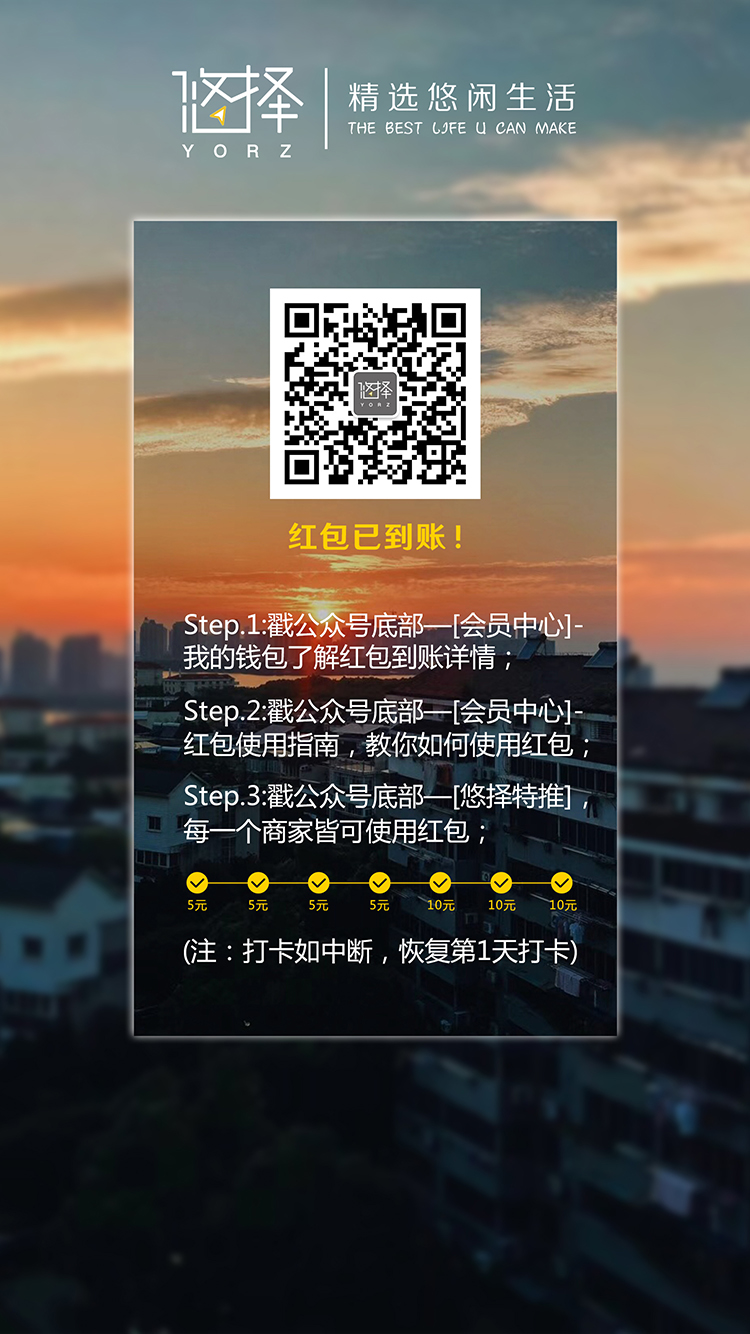 悠择
YORZ
精选悠闲生活
THE BEST LIFE U CAN MAKE
悠择
YORZ
红包已到账！
Step.1:戳公众号底部—[会员中心]-
我的钱包了解红包到账详情；
Step.2:戳公众号底部—[会员中心]-
红包使用指南，教你如何使用红包；
Step.3:戳公众号底部—[悠择特推]，
每一个商家皆可使用红包；
5元 5元 5元 5元 10元 10元 10元
(注：打卡如中断，恢复第1天打卡)